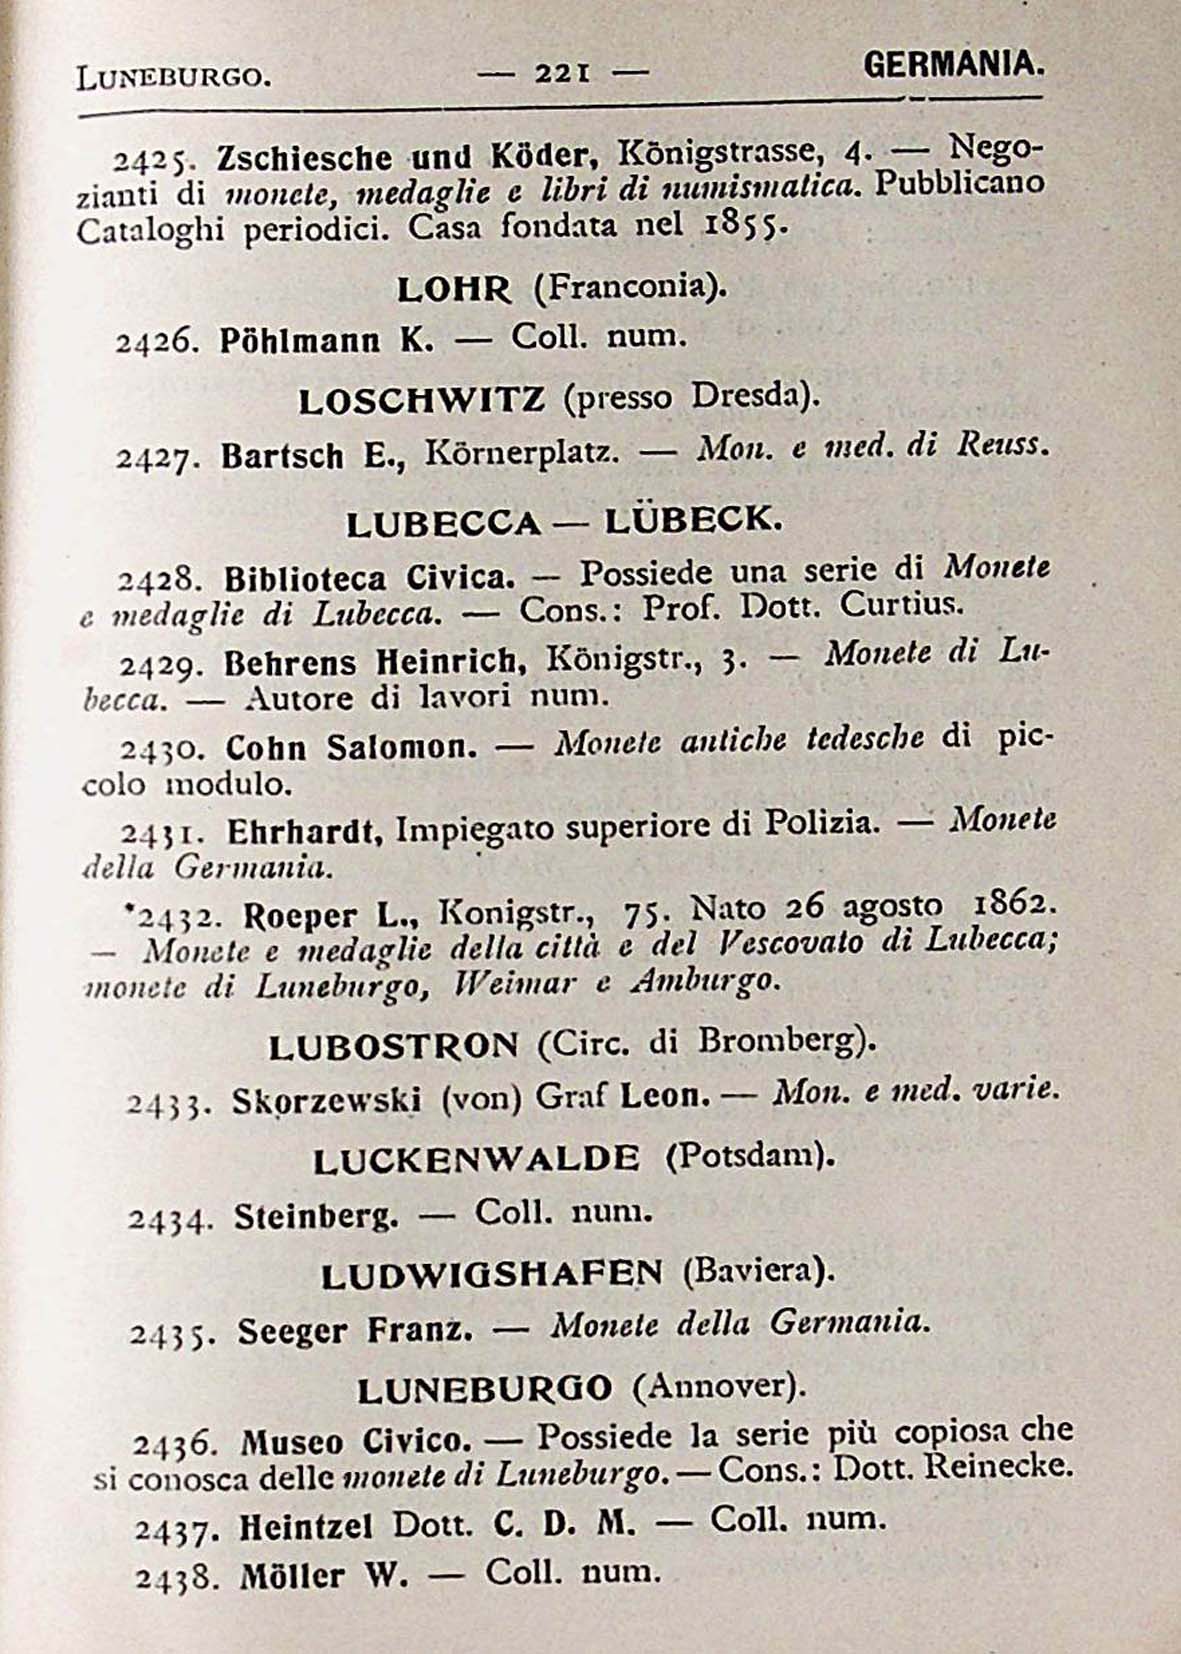 LUNEBURGO. — 221 — GERMANIA.
2425. Zschiesche und Köder, Königstrasse, 4. — Nego-
zianti di monete, medaglie e libri di numismatica. Pubblicano
Cataloghi periodici. Casa fondata nel 1855.
LOHR (Franconia).
2426. Pöhlmann K. — Coll. num.
LOSCHWITZ (presso Dresda).
2427. Bartsch E., Körnerplatz. — Mon. e med. di Reuss.
LUBECCA — LÜBECK.
2428. Biblioteca Civica. — Possiede una serie di Monete
e medaglie di Lubecca. — Cons.: Prof. Dott. Curtius.
2429. Behrens Heinrich, Königstr., 3. — Monete di Lu-
becca. — Autore di lavori num.
2430. Cohn Salomon. — Monete antiche tedesche di pic-
colo modulo.
2431. Ehrhardt, Impiegato superiore di Polizia. — Monete
della Germania.
*2432. Roeper L., Konigstr., 75. Nato 26 agosto 1862.
— Monete e medaglie della città e del Vescovato di Lubecca;
monete di Luneburgo, Weimar e Amburgo.
LUBOSTRON (Circ. di Bromberg).
2433. Skorzewski (von) Graf Leon. — Mon. e med. varie.
LUCKENWALDE (Potsdam).
2434. Steinberg. — Coll. num.
LUDWIGSHAFEN (Baviera).
2435. Seeger Franz. — Monete della Germania.
LUNEBURGO (Annover).
2436. Museo Civico. — Possiede la serie più copiosa che
si conosca delle monete di Luneburgo. — Cons.: Dott. Reinecke.
2437. Heintzel Dott. C. D. M. — Coll. num.
2438. Möller W. — Coll. num.